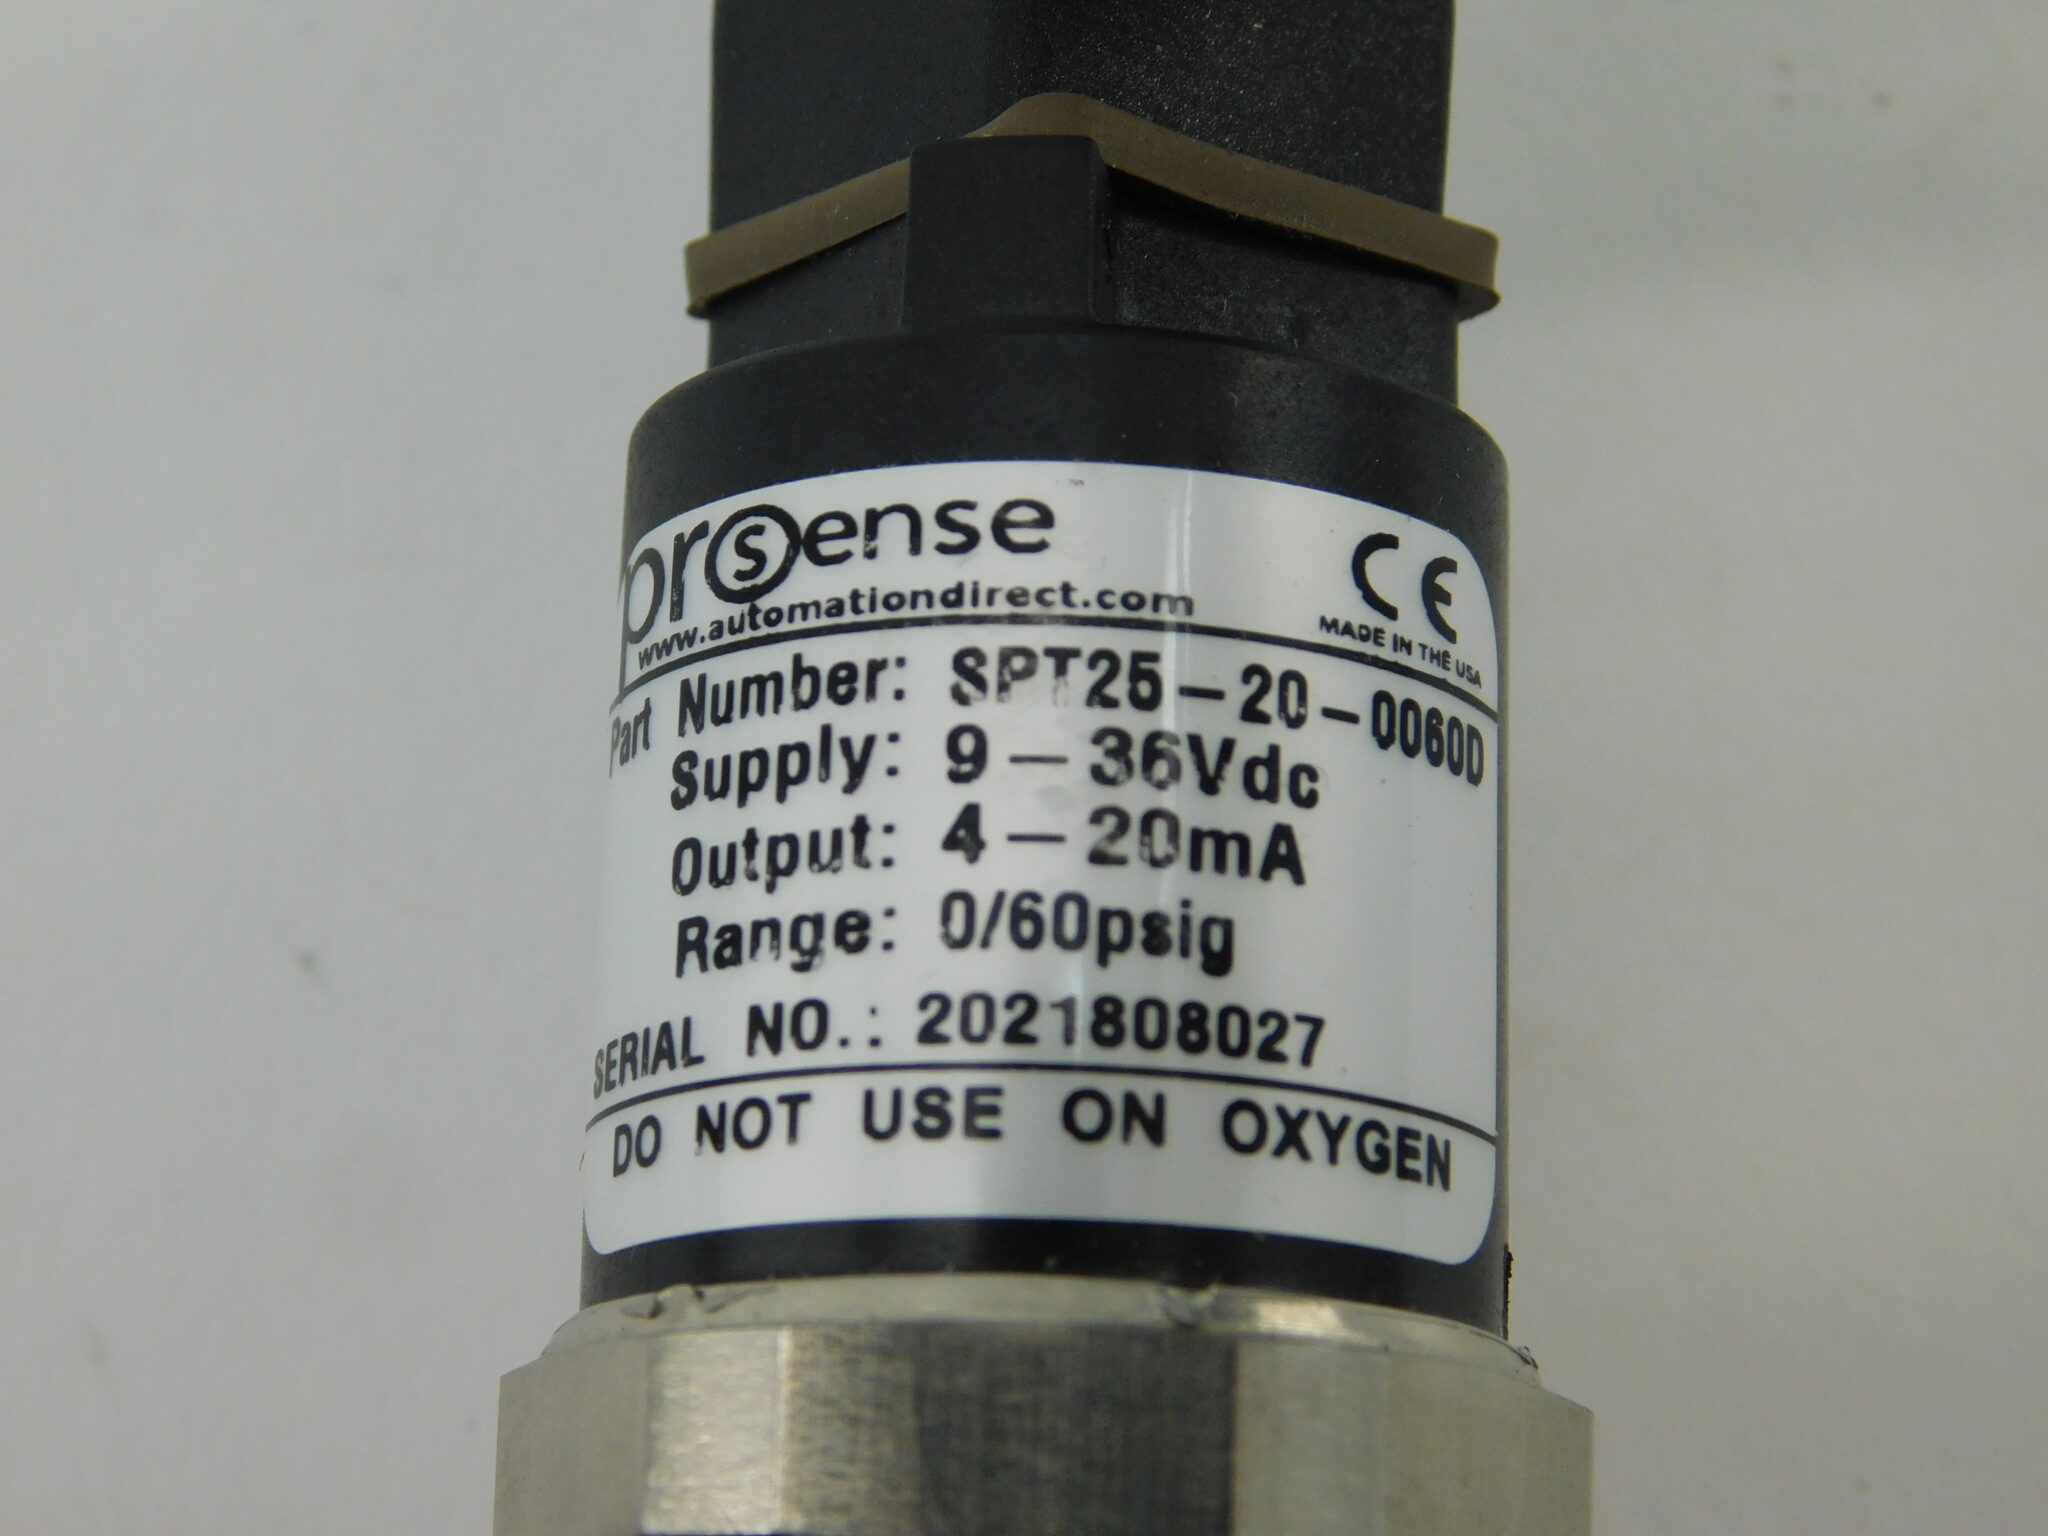 prosense
www.automationdirect.com
CE
MADE IN THE USA
Part Number: SPT25-20-0060D
Supply: 9-36Vdc
Output: 4-20mA
Range: 0/60psig
SERIAL NO.: 2021808027
DO NOT USE ON OXYGEN